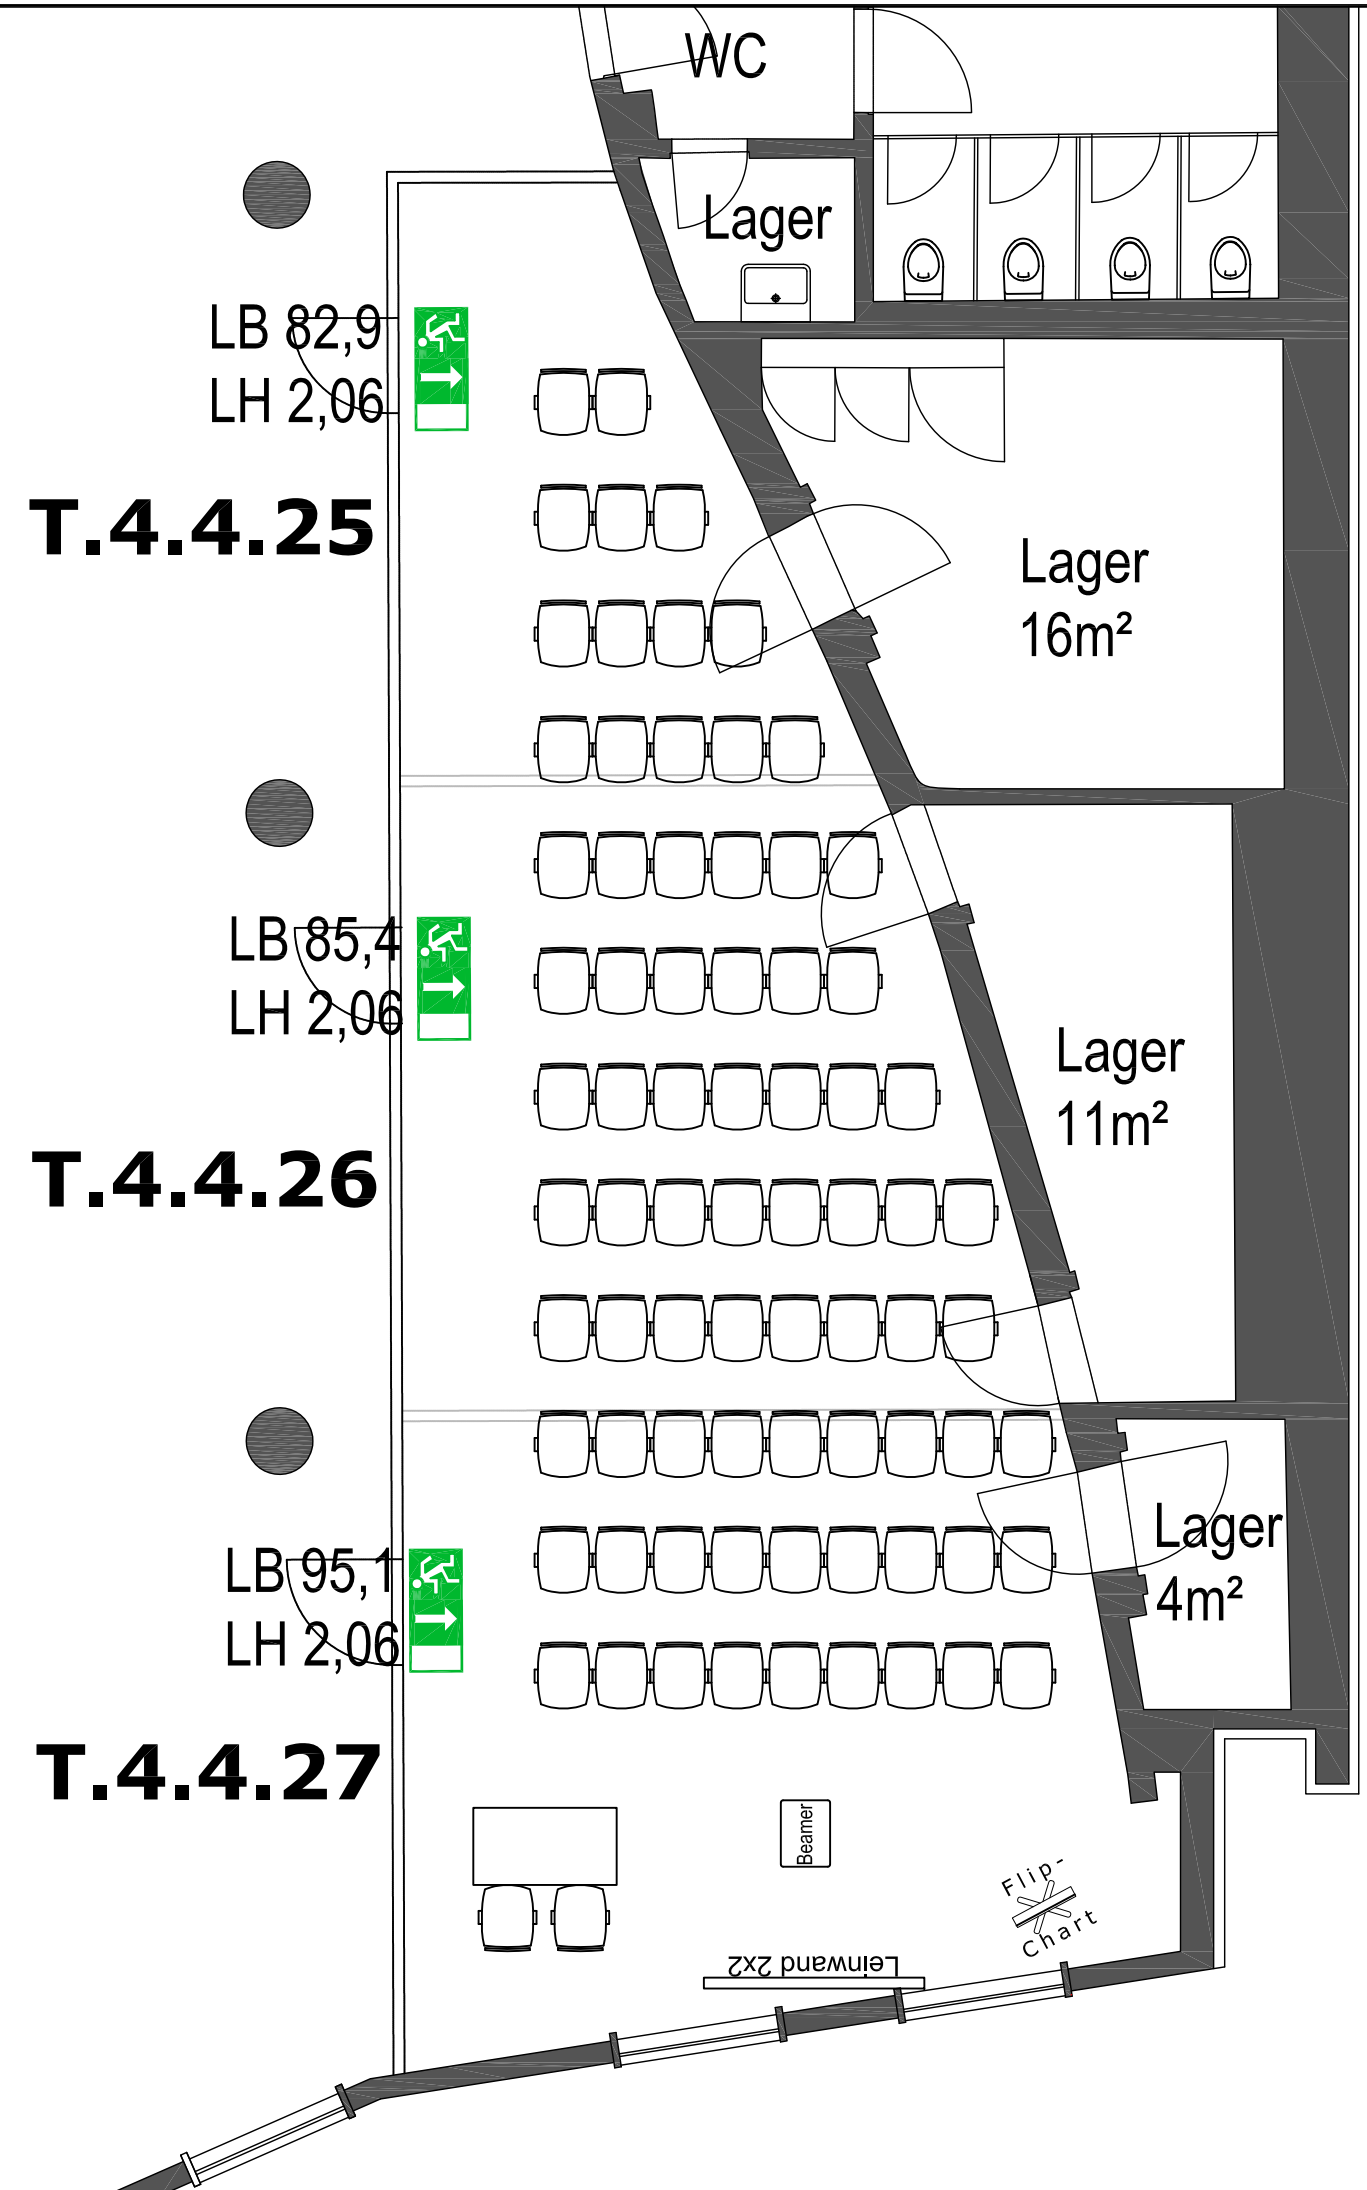 WC
Lager
LB 82,9
LH 2,06
T.4.4.25
Lager
16m²
LB 85,4
LH 2,06
Lager
11m²
T.4.4.26
LB 95,1
LH 2,06
Lager
4m²
T.4.4.27
Beamer
Flip-
Chart
Leinwand 2x2